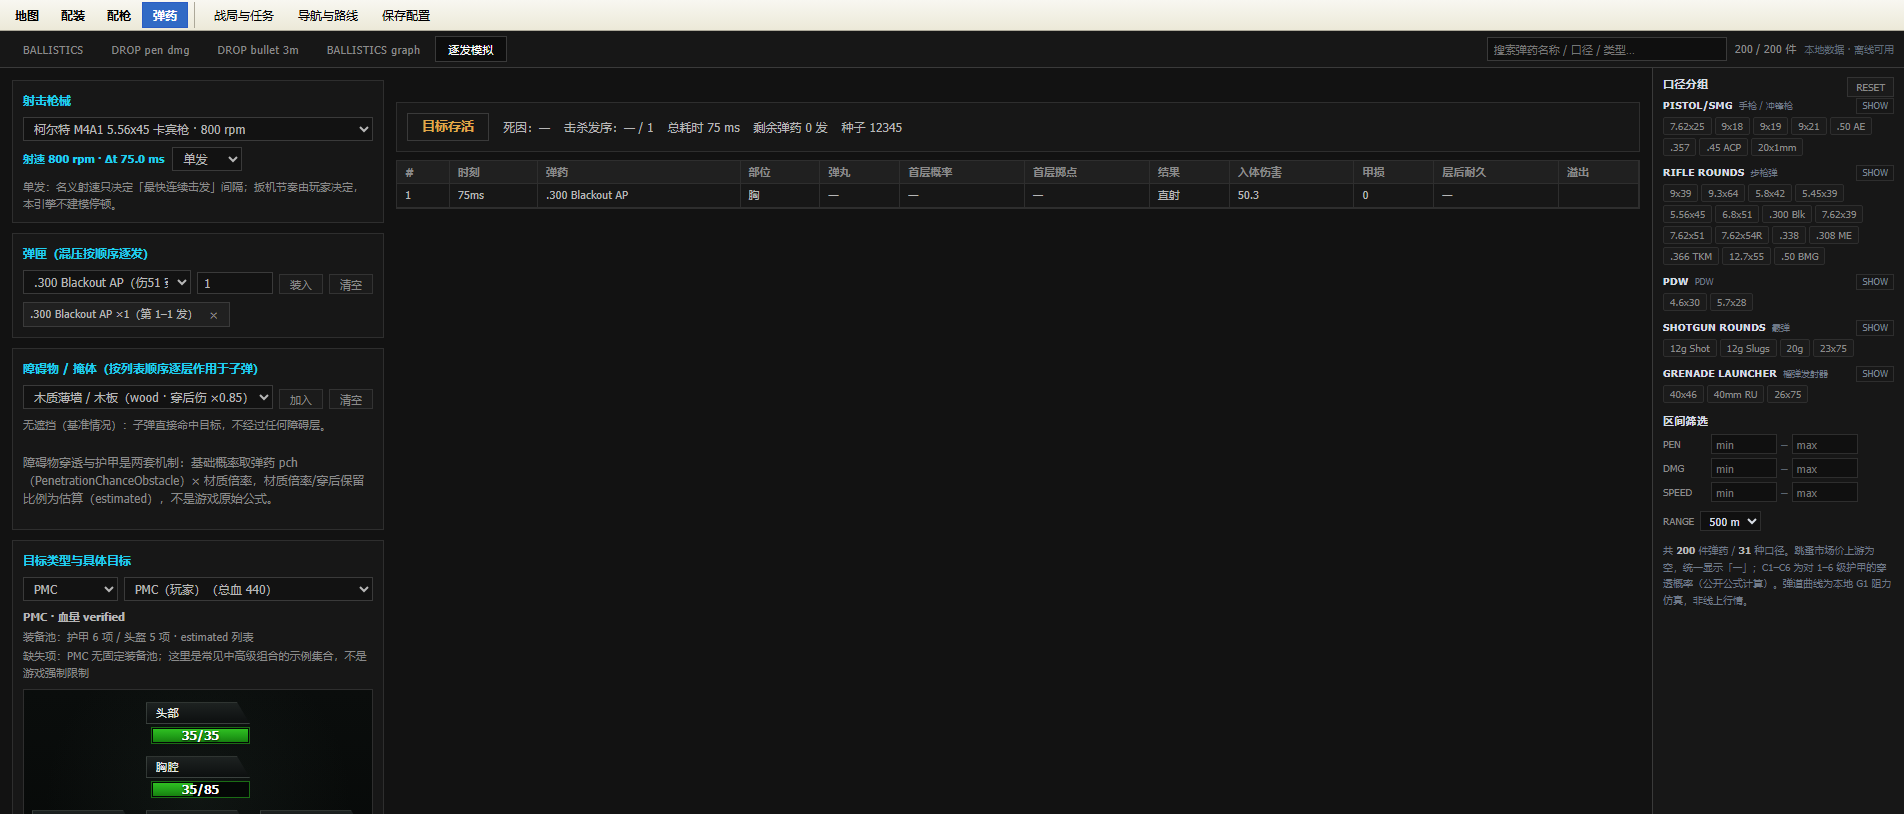 地图 配装 配枪 弹药 战局与任务 导航与路线 保存配置
BALLISTICS DROP pen dmg DROP bullet 3m BALLISTICS graph 逐发模拟
搜索弹药名称 / 口径 / 类型... 200 / 200 件 本地数据 · 离线可用
射击枪械
柯尔特 M4A1 5.56x45 卡宾枪 · 800 rpm
射速 800 rpm · Δt 75.0 ms 单发
单发：名义射速只决定「最快连续击发」间隔；扳机节奏由玩家决定，
本引擎不建模停顿。
弹匣（混压按顺序逐发）
.300 Blackout AP（伤51 1 装入 清空
.300 Blackout AP ×1（第 1–1 发） ×
障碍物 / 掩体（按列表顺序逐层作用于子弹）
木质薄墙 / 木板（wood · 穿后伤 ×0.85） 加入 清空
无遮挡（基准情况）：子弹直接命中目标，不经过任何障碍层。
障碍物穿透与护甲是两套机制：基础概率取弹药 pch
（PenetrationChanceObstacle）× 材质倍率，材质倍率/穿后保留
比例为估算（estimated），不是游戏原始公式。
目标类型与具体目标
PMC PMC（玩家）（总血 440）
PMC · 血量 verified
装备池：护甲 6 项 / 头盔 5 项 · estimated 列表
缺失项：PMC 无固定装备池；这里是常见中高级组合的示例集合，不是
游戏强制限制
头部
35/35
胸腔
35/85
目标存活 死因：— 击杀发序：— / 1 总耗时 75 ms 剩余弹药 0 发 种子 12345
# 时刻 弹药 部位 弹丸 首层概率 首层掷点 结果 入体伤害 甲损 层后耐久 溢出
1 75ms .300 Blackout AP 胸 — — — 直射 50.3 0 —
口径分组 RESET
PISTOL/SMG 手枪 / 冲锋枪 SHOW
7.62x25 9x18 9x19 9x21 .50 AE
.357 .45 ACP 20x1mm
RIFLE ROUNDS 步枪弹 SHOW
9x39 9.3x64 5.8x42 5.45x39
5.56x45 6.8x51 .300 Blk 7.62x39
7.62x51 7.62x54R .338 .308 ME
.366 TKM 12.7x55 .50 BMG
PDW PDW SHOW
4.6x30 5.7x28
SHOTGUN ROUNDS 霰弹 SHOW
12g Shot 12g Slugs 20g 23x75
GRENADE LAUNCHER 榴弹发射器 SHOW
40x46 40mm RU 26x75
区间筛选
PEN min – max
DMG min – max
SPEED min – max
RANGE 500 m
共 200 件弹药 / 31 种口径。跳蚤市场价上游为
空，统一显示「—」；C1–C6 为对 1–6 级护甲的穿
透概率（公开公式计算）。弹道曲线为本地 G1 阻力
仿真，非线上行情。